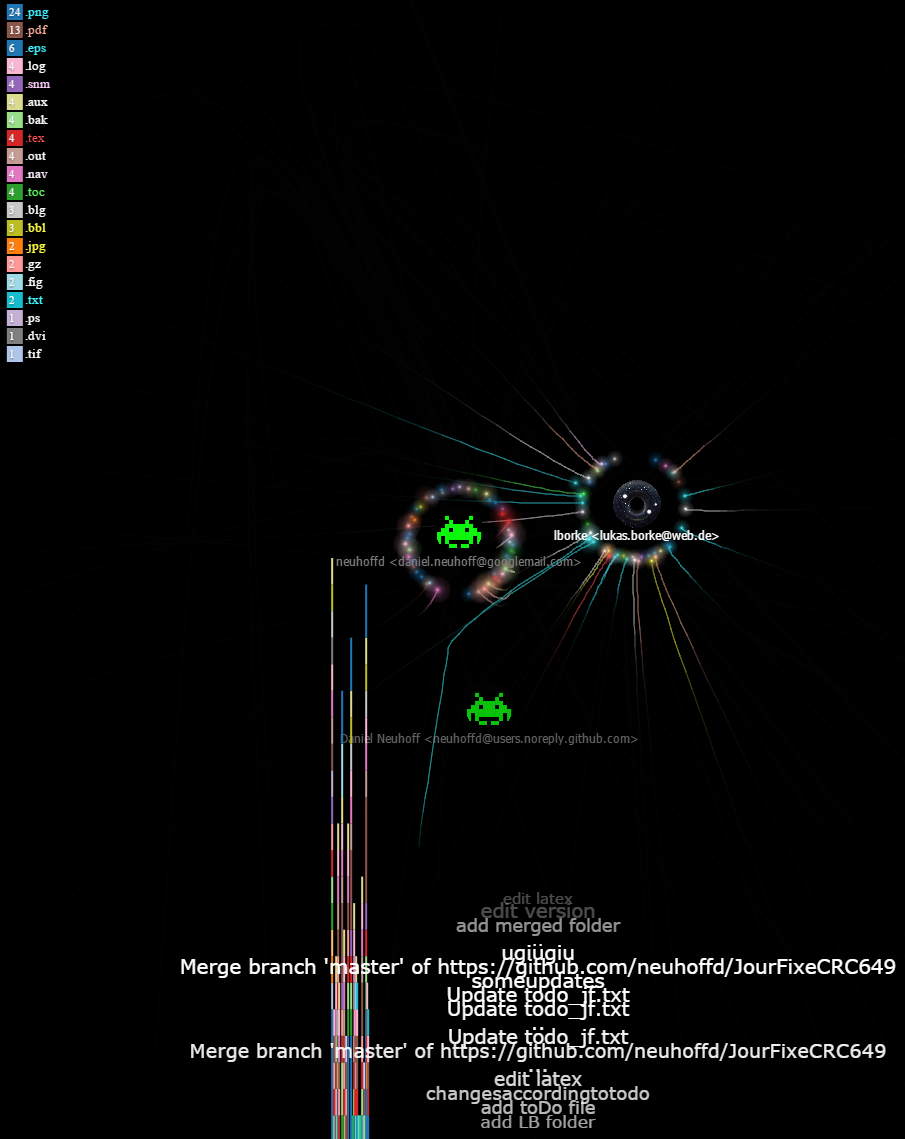 24 .png
13 .pdf
6 .eps
4 .log
4 .snm
4 .aux
4 .bak
4 .tex
4 .out
4 .nav
4 .toc
3 .blg
3 .bbl
2 .jpg
2 .gz
2 .fig
2 .txt
1 .ps
1 .dvi
1 .tif
lborke <lukas.borke@web.de>
neuhoffd <daniel.neuhoff@googlemail.com>
Daniel Neuhoff <neuhoffd@users.noreply.github.com>
edit latex
edit version
add merged folder
...
ugiugiu
Merge branch 'master' of https://github.com/neuhoffd/JourFixeCRC649
someupdates
Update todo_jf.txt
Update todo_jf.txt
...
Update todo_jf.txt
Merge branch 'master' of https://github.com/neuhoffd/JourFixeCRC649
...
edit latex
changesaccordingtotodo
add toDo file
add LB folder